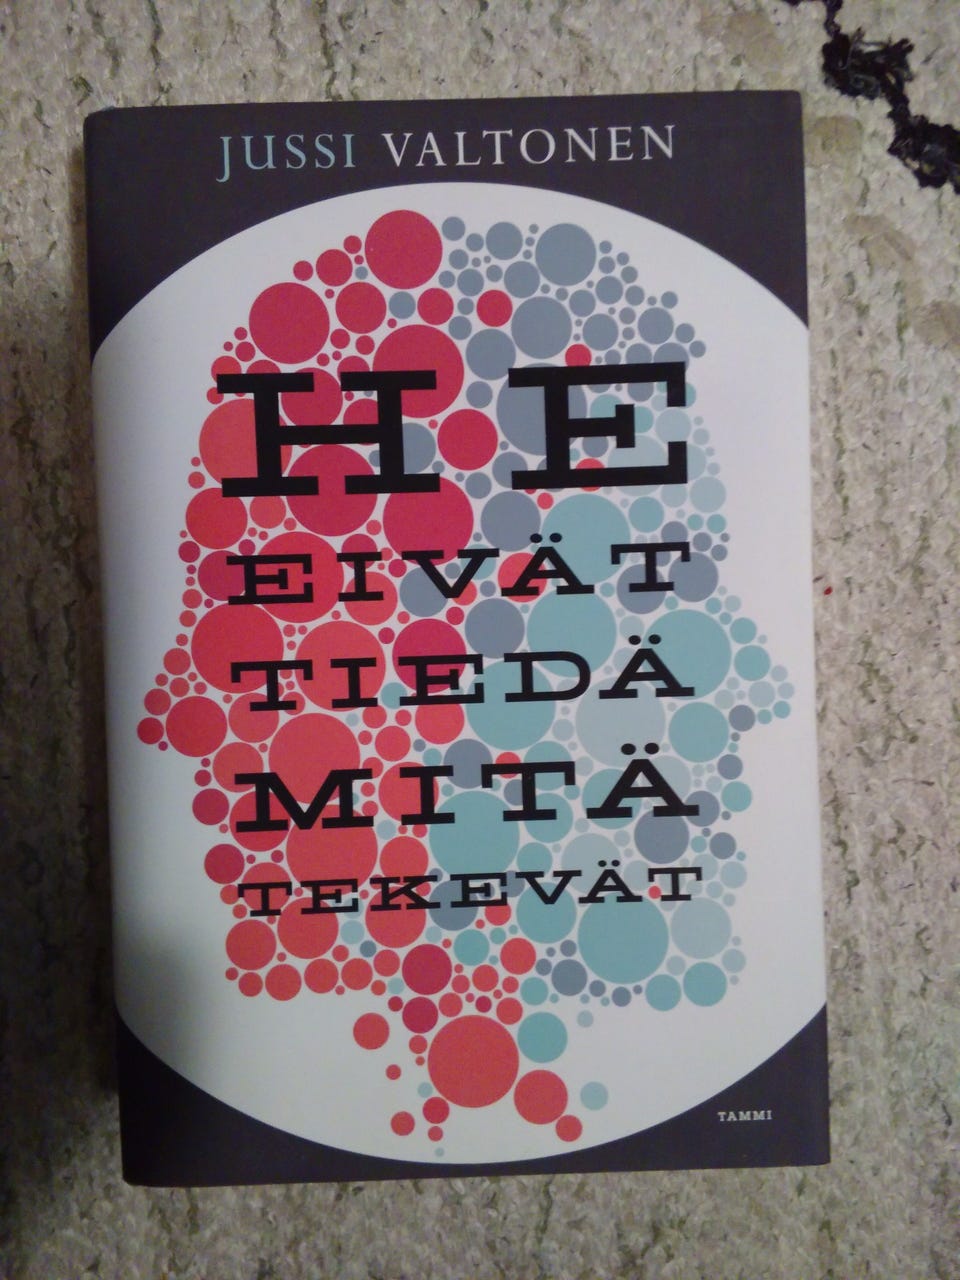 JUSSI VALTONEN
HE
EIVÄT
TIEDÄ
MITÄ
TEKEVÄT
TAMMI